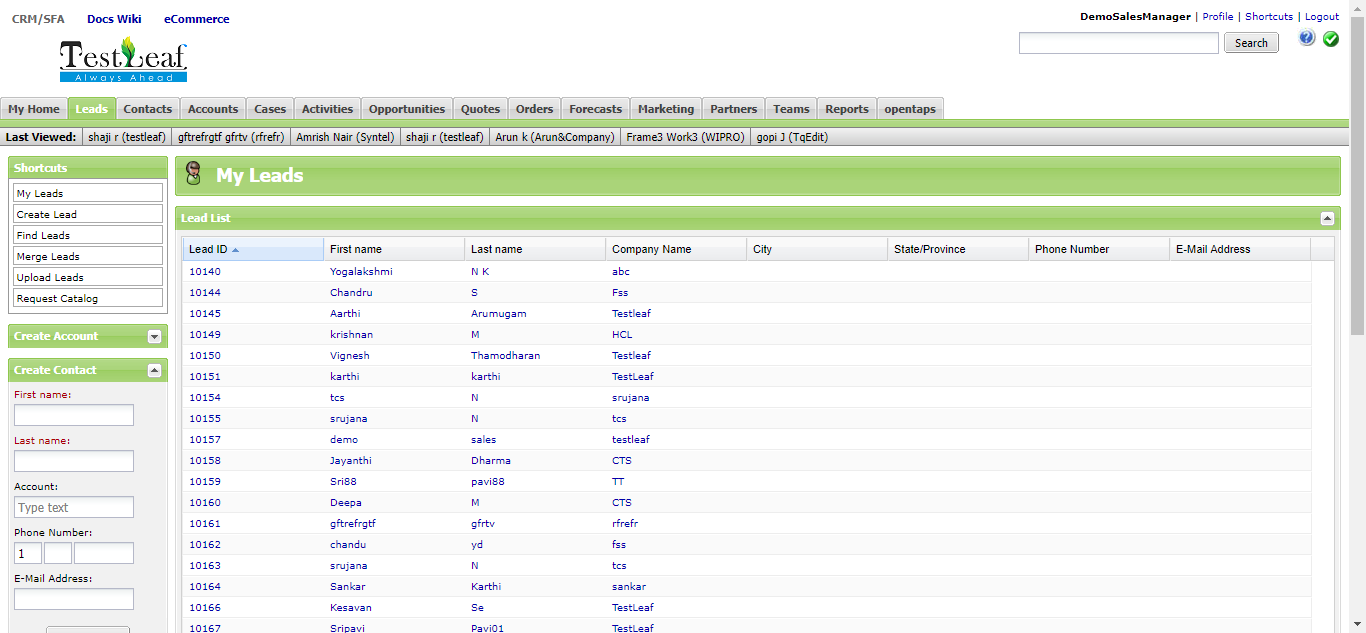 CRM/SFA Docs Wiki eCommerce
DemoSalesManager | Profile | Shortcuts | Logout
TestLeaf
Always Ahead
Search
My Home Leads Contacts Accounts Cases Activities Opportunities Quotes Orders Forecasts Marketing Partners Teams Reports opentaps
Last Viewed: shaji r (testleaf) gftrefrgtf gfrtv (rfrefr) Amrish Nair (Syntel) shaji r (testleaf) Arun k (Arun&Company) Frame3 Work3 (WIPRO) gopi J (TqEdit)
Shortcuts
My Leads
Create Lead
Find Leads
Merge Leads
Upload Leads
Request Catalog
Create Account
Create Contact
First name:
Last name:
Account:
Type text
Phone Number:
1
E-Mail Address:
My Leads
Lead List
Lead ID First name Last name Company Name City State/Province Phone Number E-Mail Address
10140 Yogalakshmi N K abc
10144 Chandru S Fss
10145 Aarthi Arumugam Testleaf
10149 krishnan M HCL
10150 Vignesh Thamodharan Testleaf
10151 karthi karthi TestLeaf
10154 tcs N srujana
10155 srujana N tcs
10157 demo sales testleaf
10158 Jayanthi Dharma CTS
10159 Sri88 pavi88 TT
10160 Deepa M CTS
10161 gftrefrgtf gfrtv rfrefr
10162 chandu yd fss
10163 srujana N tcs
10164 Sankar Karthi sankar
10166 Kesavan Se TestLeaf
10167 Sripavi Pavi01 TestLeaf